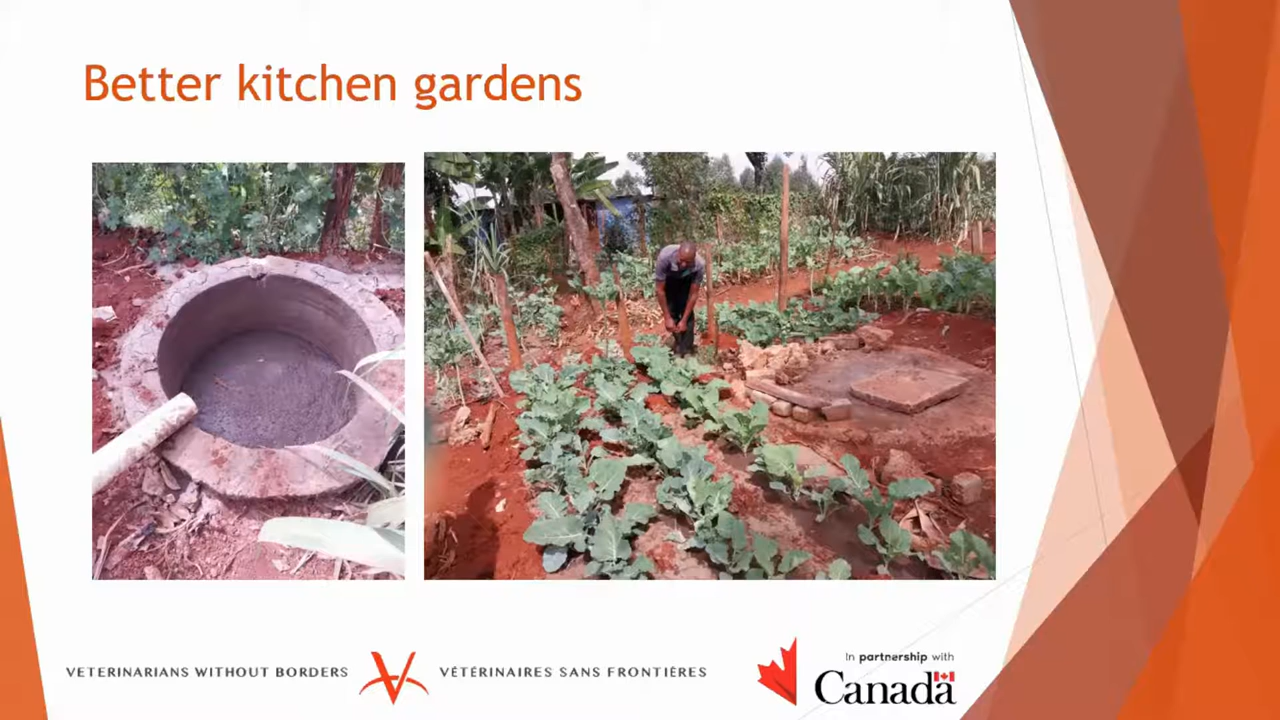 Better kitchen gardens
VETERINARIANS WITHOUT BORDERS
VÉTÉRINAIRES SANS FRONTIÈRES
In partnership with
Canada